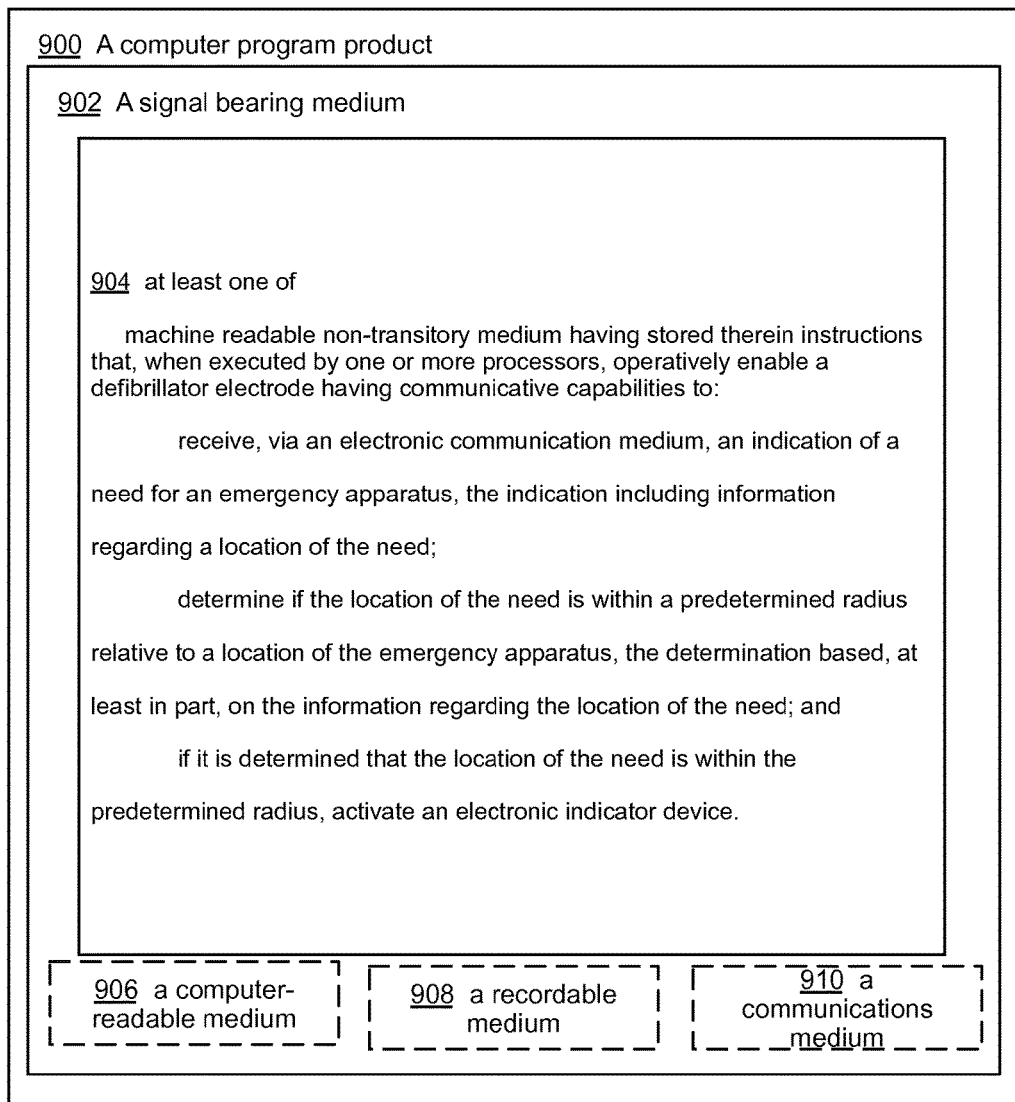 900 A computer program product
902 A signal bearing medium
904 at least one of
machine readable non-transitory medium having stored therein instructions
that, when executed by one or more processors, operatively enable a
defibrillator electrode having communicative capabilities to:
receive, via an electronic communication medium, an indication of a
need for an emergency apparatus, the indication including information
regarding a location of the need;
determine if the location of the need is within a predetermined radius
relative to a location of the emergency apparatus, the determination based, at
least in part, on the information regarding the location of the need; and
if it is determined that the location of the need is within the
predetermined radius, activate an electronic indicator device.
906 a computer-
readable medium
908 a recordable
medium
910 a
communications
medium